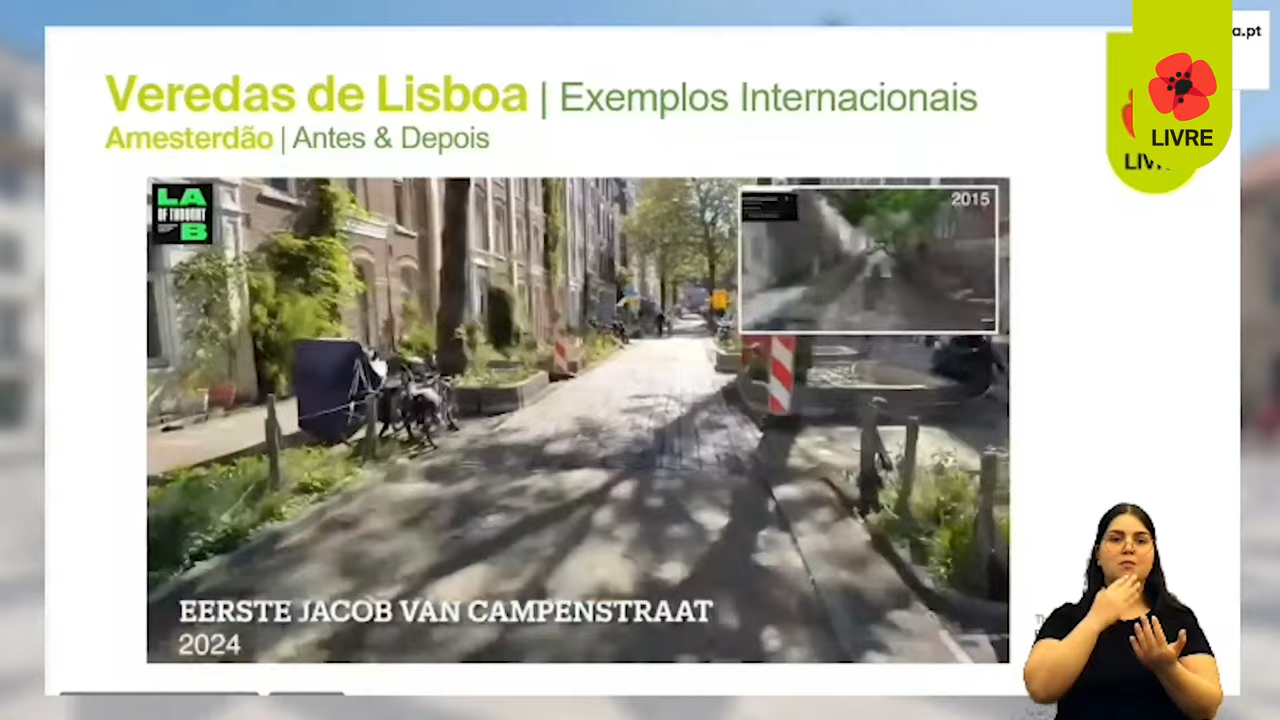 a.pt
Veredas de Lisboa | Exemplos Internacionais
Amesterdão | Antes & Depois
LIVRE
LIV
LA
OF THOUGHT
B
2015
EERSTE JACOB VAN CAMPENSTRAAT
2024